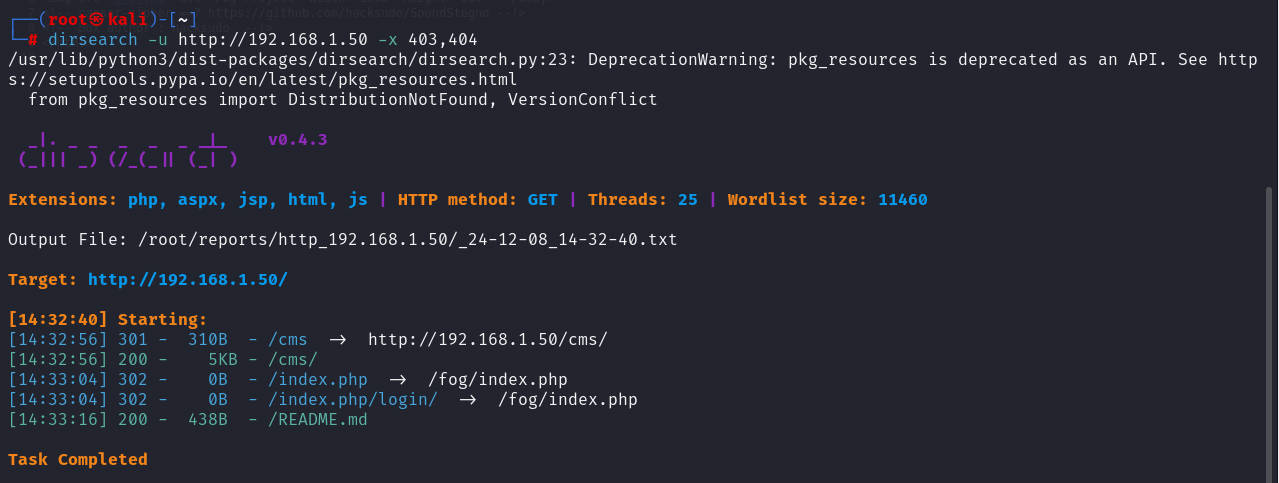 https://github.com/hacksudo/SoundStegno --!>
┌──(root㉿kali)-[~]
└─# dirsearch -u http://192.168.1.50 -x 403,404
/usr/lib/python3/dist-packages/dirsearch/dirsearch.py:23: DeprecationWarning: pkg_resources is deprecated as an API. See http
s://setuptools.pypa.io/en/latest/pkg_resources.html
  from pkg_resources import DistributionNotFound, VersionConflict
  _|. _ _  _  _  _ _|_    v0.4.3
 (_||| _) (/_(_|| (_| )
Extensions: php, aspx, jsp, html, js | HTTP method: GET | Threads: 25 | Wordlist size: 11460
Output File: /root/reports/http_192.168.1.50/_24-12-08_14-32-40.txt
Target: http://192.168.1.50/
[14:32:40] Starting:
[14:32:56] 301 -  310B  - /cms  ->  http://192.168.1.50/cms/
[14:32:56] 200 -    5KB - /cms/
[14:33:04] 302 -    0B  - /index.php  ->  /fog/index.php
[14:33:04] 302 -    0B  - /index.php/login/  ->  /fog/index.php
[14:33:16] 200 -  438B  - /README.md
Task Completed